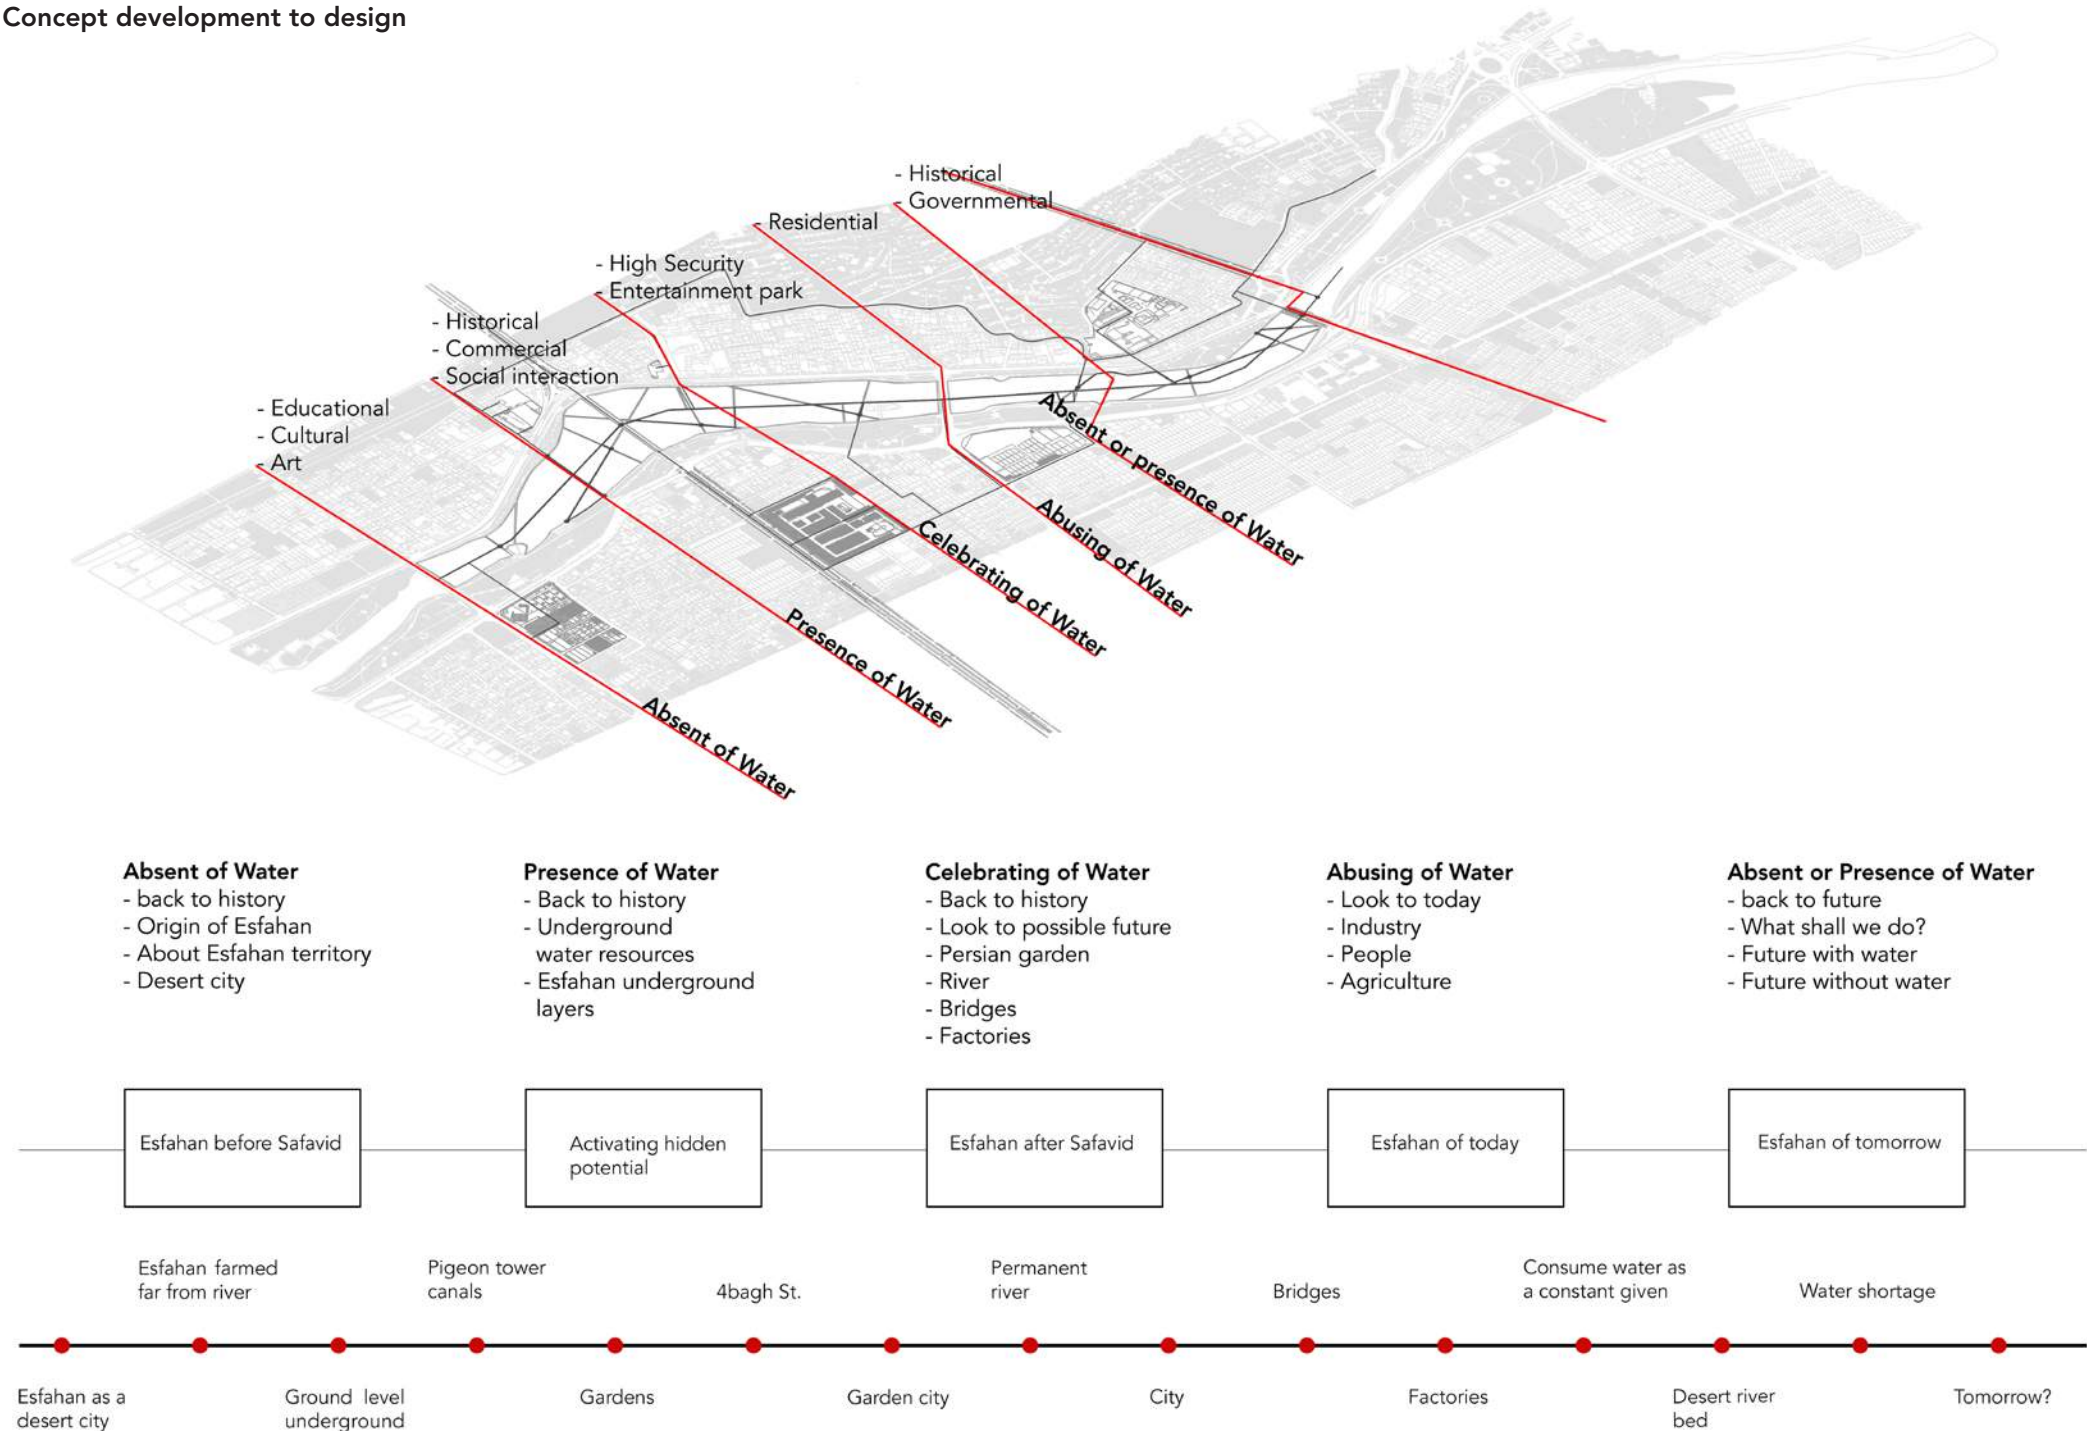 Concept development to design
- Historical
- Governmental
- Residential
- High Security
- Entertainment park
- Historical
- Commercial
- Social interaction
- Educational
- Cultural
- Art
Absent or presence of Water
Abusing of Water
Celebrating of Water
Presence of Water
Absent of Water
Absent of Water
- back to history
- Origin of Esfahan
- About Esfahan territory
- Desert city
Presence of Water
- Back to history
- Underground
water resources
- Esfahan underground
layers
Celebrating of Water
- Back to history
- Look to possible future
- Persian garden
- River
- Bridges
- Factories
Abusing of Water
- Look to today
- Industry
- People
- Agriculture
Absent or Presence of Water
- back to future
- What shall we do?
- Future with water
- Future without water
Esfahan before Safavid
Activating hidden
potential
Esfahan after Safavid
Esfahan of today
Esfahan of tomorrow
Esfahan farmed
far from river
Pigeon tower
canals
4bagh St.
Permanent
river
Bridges
Consume water as
a constant given
Water shortage
Esfahan as a
desert city
Ground level
underground
Gardens
Garden city
City
Factories
Desert river
bed
Tomorrow?